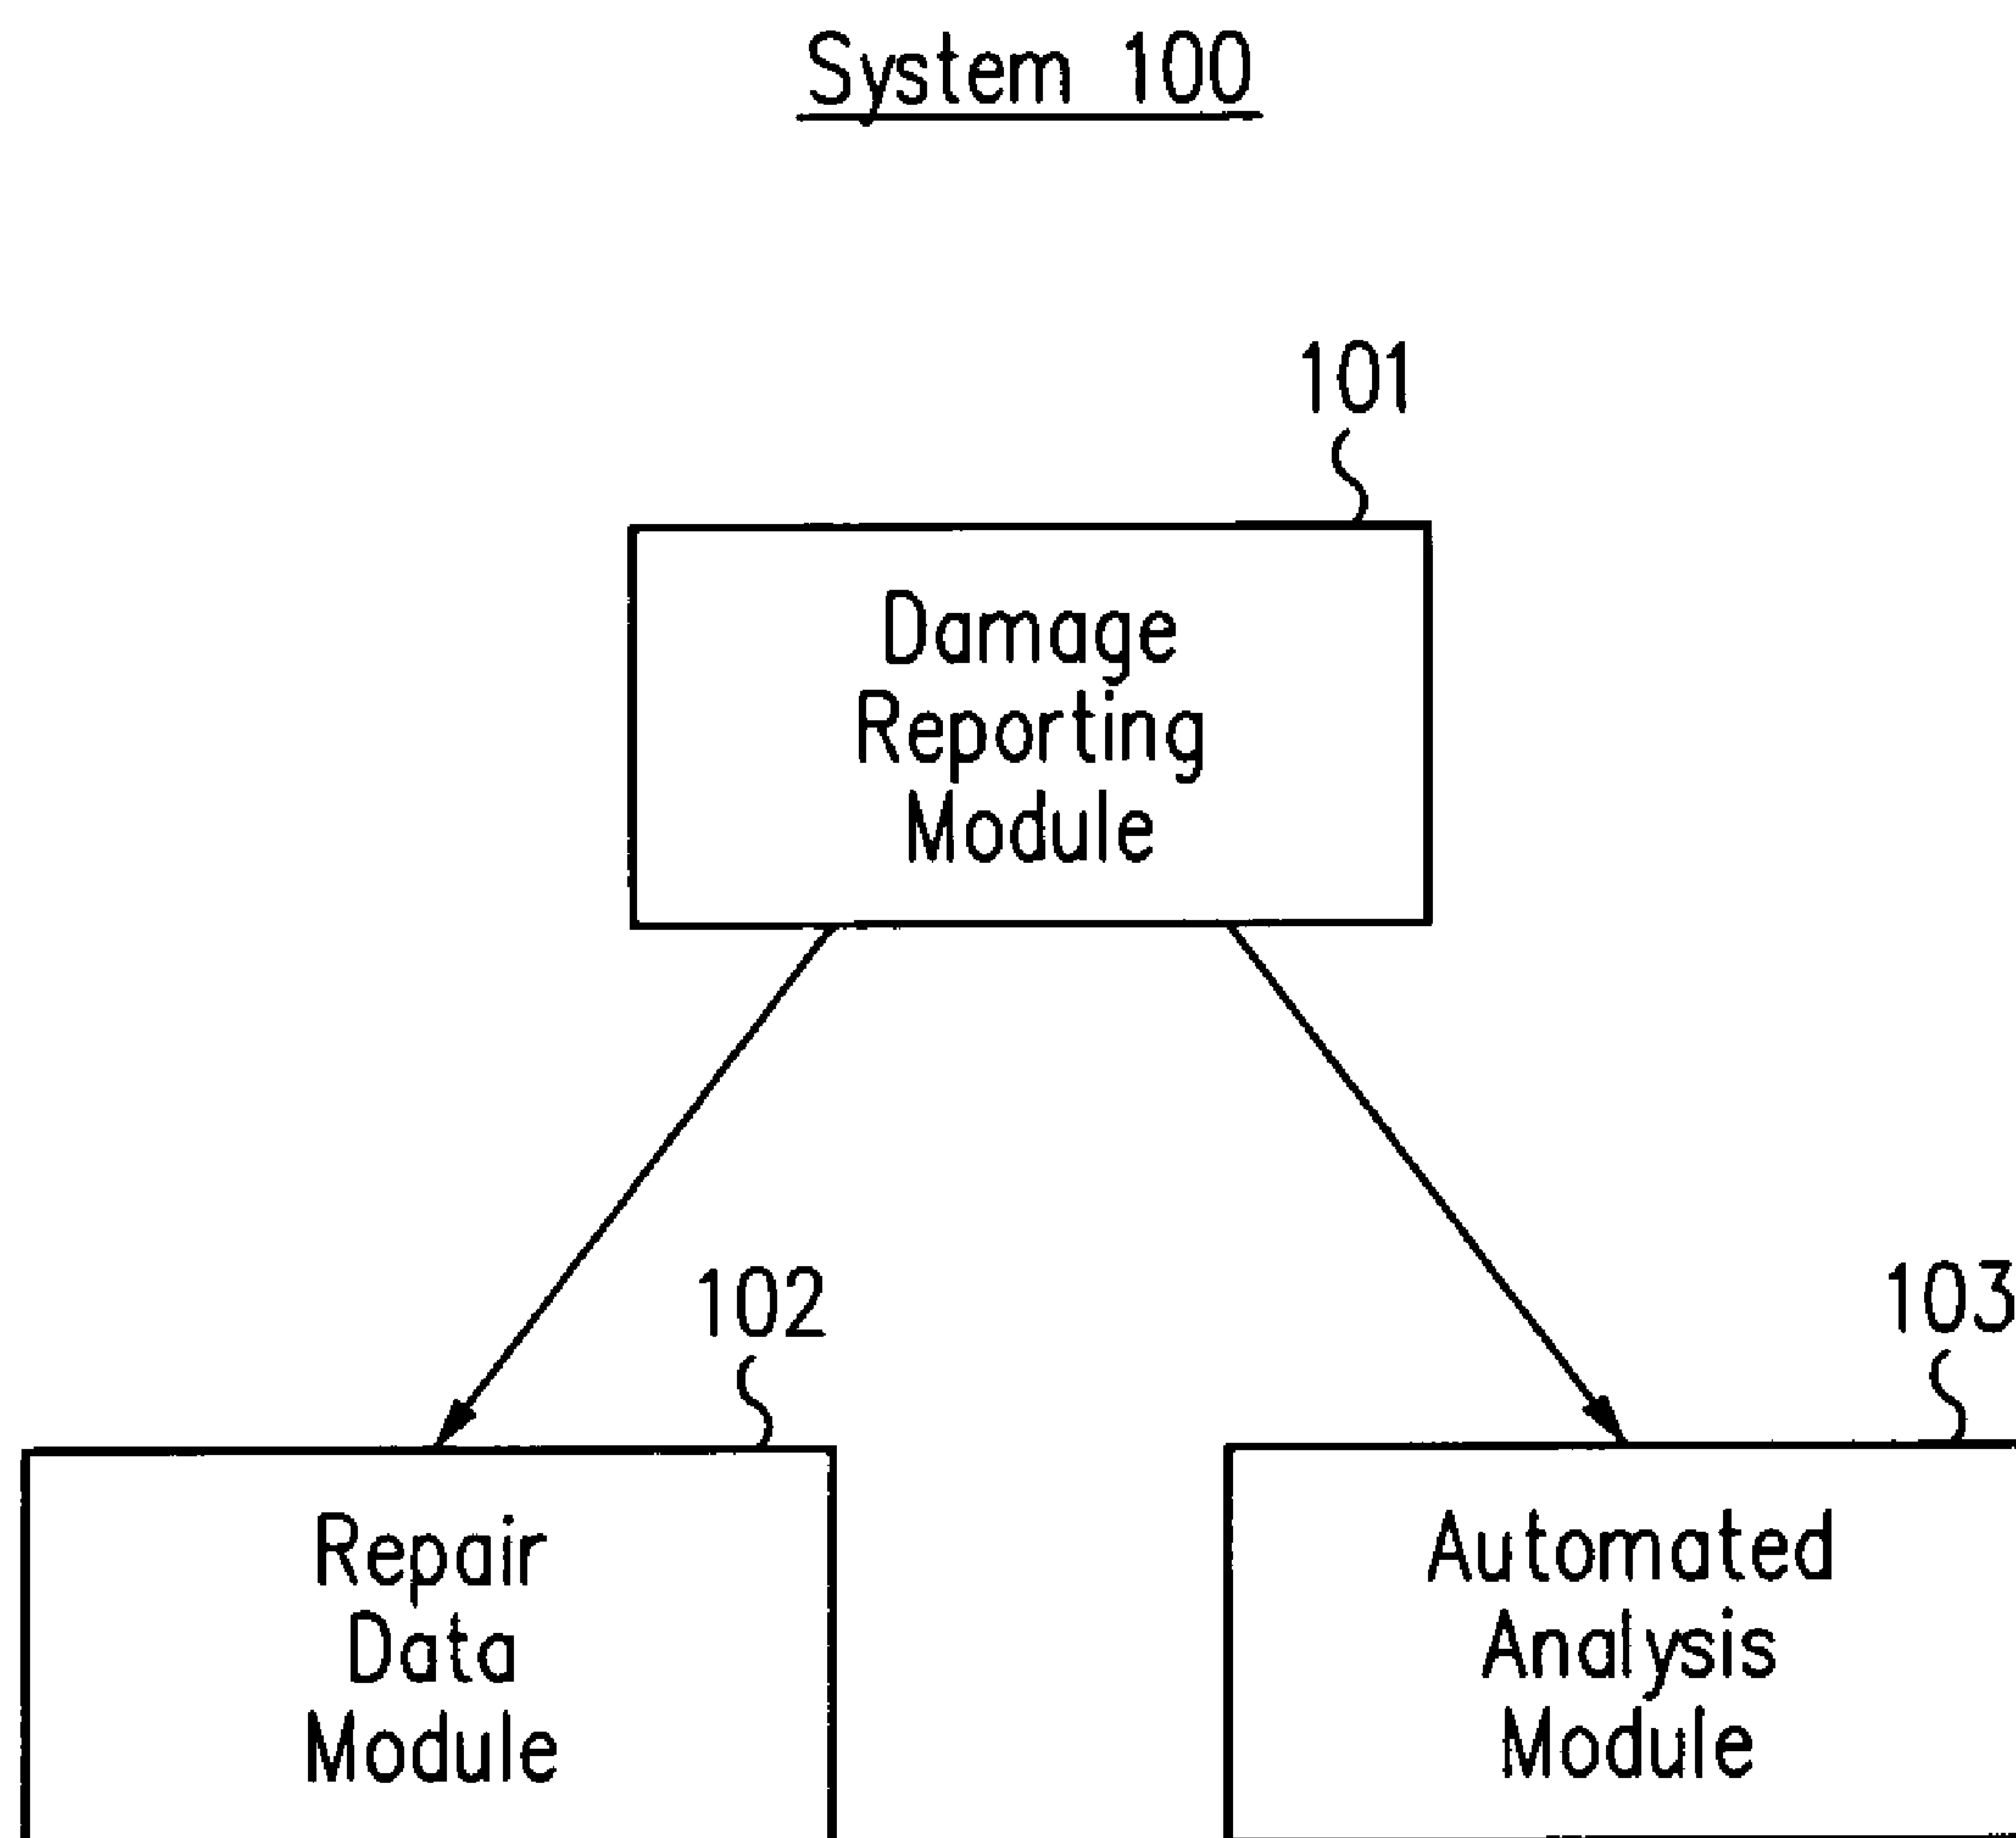 System 100
101
Damage
Reporting
Module
102
103
Repair
Data
Module
Automated
Analysis
Module